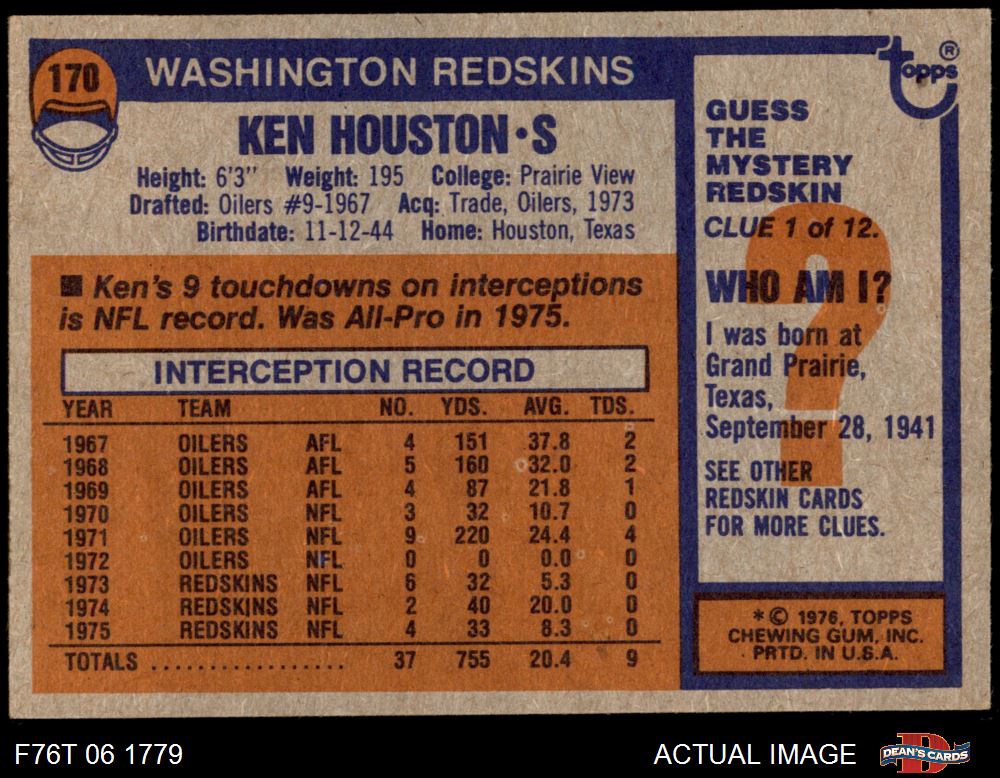 170
WASHINGTON REDSKINS
KEN HOUSTON • S
Height: 6'3" Weight: 195 College: Prairie View
Drafted: Oilers #9-1967 Acq: Trade, Oilers, 1973
Birthdate: 11-12-44 Home: Houston, Texas
■ Ken's 9 touchdowns on interceptions
is NFL record. Was All-Pro in 1975.
INTERCEPTION RECORD
YEAR TEAM NO. YDS. AVG. TDS.
1967 OILERS AFL 4 151 37.8 2
1968 OILERS AFL 5 160 32.0 2
1969 OILERS AFL 4 87 21.8 1
1970 OILERS NFL 3 32 10.7 0
1971 OILERS NFL 9 220 24.4 4
1972 OILERS NFL 0 0 0.0 0
1973 REDSKINS NFL 6 32 5.3 0
1974 REDSKINS NFL 2 40 20.0 0
1975 REDSKINS NFL 4 33 8.3 0
TOTALS .................. 37 755 20.4 9
topps ®
GUESS
THE
MYSTERY
REDSKIN
CLUE 1 of 12.
?
WHO AM I?
I was born at
Grand Prairie,
Texas,
September 28, 1941
SEE OTHER
REDSKIN CARDS
FOR MORE CLUES.
* © 1976, TOPPS
CHEWING GUM, INC.
PRTD. IN U.S.A.
F76T 06 1779
ACTUAL IMAGE
D
DEAN'S CARDS